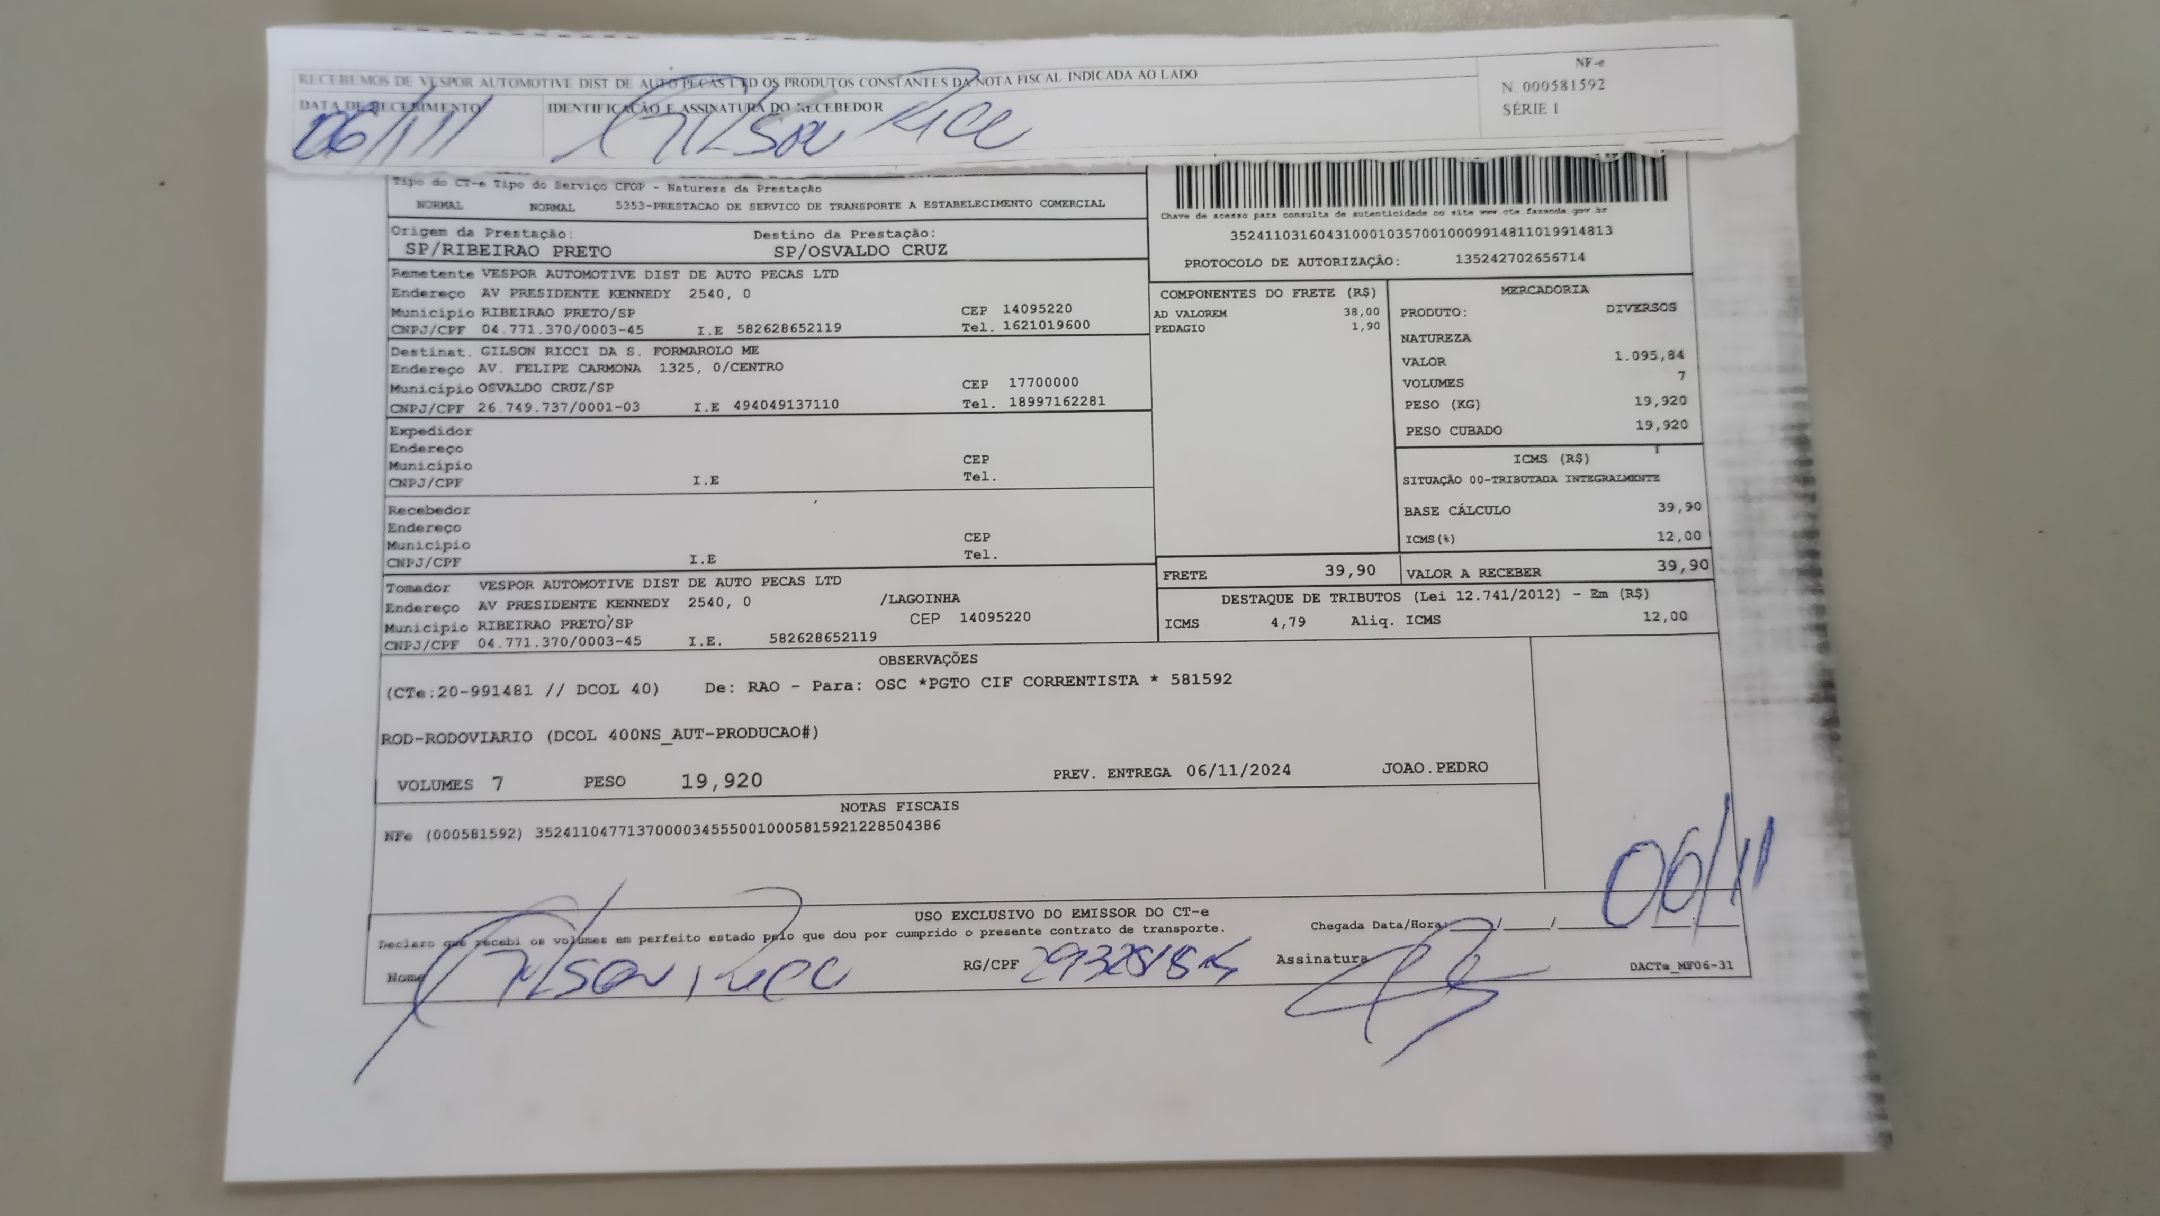 RECEBEMOS DE VESPOR AUTOMOTIVE DIST DE AUTO PECAS LTD OS PRODUTOS CONSTANTES DA NOTA FISCAL INDICADA AO LADO
NF-e
N. 000581592
SÉRIE 1
DATA DE RECEBIMENTO
IDENTIFICAÇÃO E ASSINATURA DO RECEBEDOR
06/11/
Tipo do CT-e Tipo do Serviço CFOP - Natureza da Prestação
NORMAL NORMAL 5353-PRESTACAO DE SERVICO DE TRANSPORTE A ESTABELECIMENTO COMERCIAL
Origem da Prestação: Destino da Prestação:
SP/RIBEIRAO PRETO SP/OSVALDO CRUZ
Chave de acesso para consulta de autenticidade no site www.cte.fazenda.gov.br
35241103160431000103570010009914811019914813
PROTOCOLO DE AUTORIZAÇÃO: 135242702656714
Remetente VESPOR AUTOMOTIVE DIST DE AUTO PECAS LTD
Endereço AV PRESIDENTE KENNEDY 2540, 0
Município RIBEIRAO PRETO/SP CEP 14095220
CNPJ/CPF 04.771.370/0003-45 I.E 582628652119 Tel. 1621019600
Destinat. GILSON RICCI DA S. FORMAROLO ME
Endereço AV. FELIPE CARMONA 1325, 0/CENTRO
Município OSVALDO CRUZ/SP CEP 17700000
CNPJ/CPF 26.749.737/0001-03 I.E 494049137110 Tel. 18997162281
Expedidor
Endereço
Município CEP
CNPJ/CPF I.E Tel.
Recebedor
Endereço
Município CEP
CNPJ/CPF I.E Tel.
Tomador VESPOR AUTOMOTIVE DIST DE AUTO PECAS LTD
Endereço AV PRESIDENTE KENNEDY 2540, 0 /LAGOINHA
Município RIBEIRAO PRETO/SP CEP 14095220
CNPJ/CPF 04.771.370/0003-45 I.E. 582628652119
COMPONENTES DO FRETE (R$)
AD VALOREM 38,00
PEDAGIO 1,90
MERCADORIA
PRODUTO: DIVERSOS
NATUREZA
VALOR 1.095,84
VOLUMES 7
PESO (KG) 19,920
PESO CUBADO 19,920
ICMS (R$)
SITUAÇÃO 00-TRIBUTADA INTEGRALMENTE
BASE CÁLCULO 39,90
ICMS(%) 12,00
FRETE 39,90 VALOR A RECEBER 39,90
DESTAQUE DE TRIBUTOS (Lei 12.741/2012) - Em (R$)
ICMS 4,79 Aliq. ICMS 12,00
OBSERVAÇÕES
(CTe:20-991481 // DCOL 40) De: RAO - Para: OSC *PGTO CIF CORRENTISTA * 581592
ROD-RODOVIARIO (DCOL 400NS_AUT-PRODUCAO#)
VOLUMES 7 PESO 19,920 PREV. ENTREGA 06/11/2024 JOAO.PEDRO
NOTAS FISCAIS
NFe (000581592) 35241104771370000345550010005815921228504386
06/11
USO EXCLUSIVO DO EMISSOR DO CT-e
Declaro que recebi os volumes em perfeito estado pelo que dou por cumprido o presente contrato de transporte.
Chegada Data/Hora: / /
Nome RG/CPF Assinatura
DACTe_MF06-31